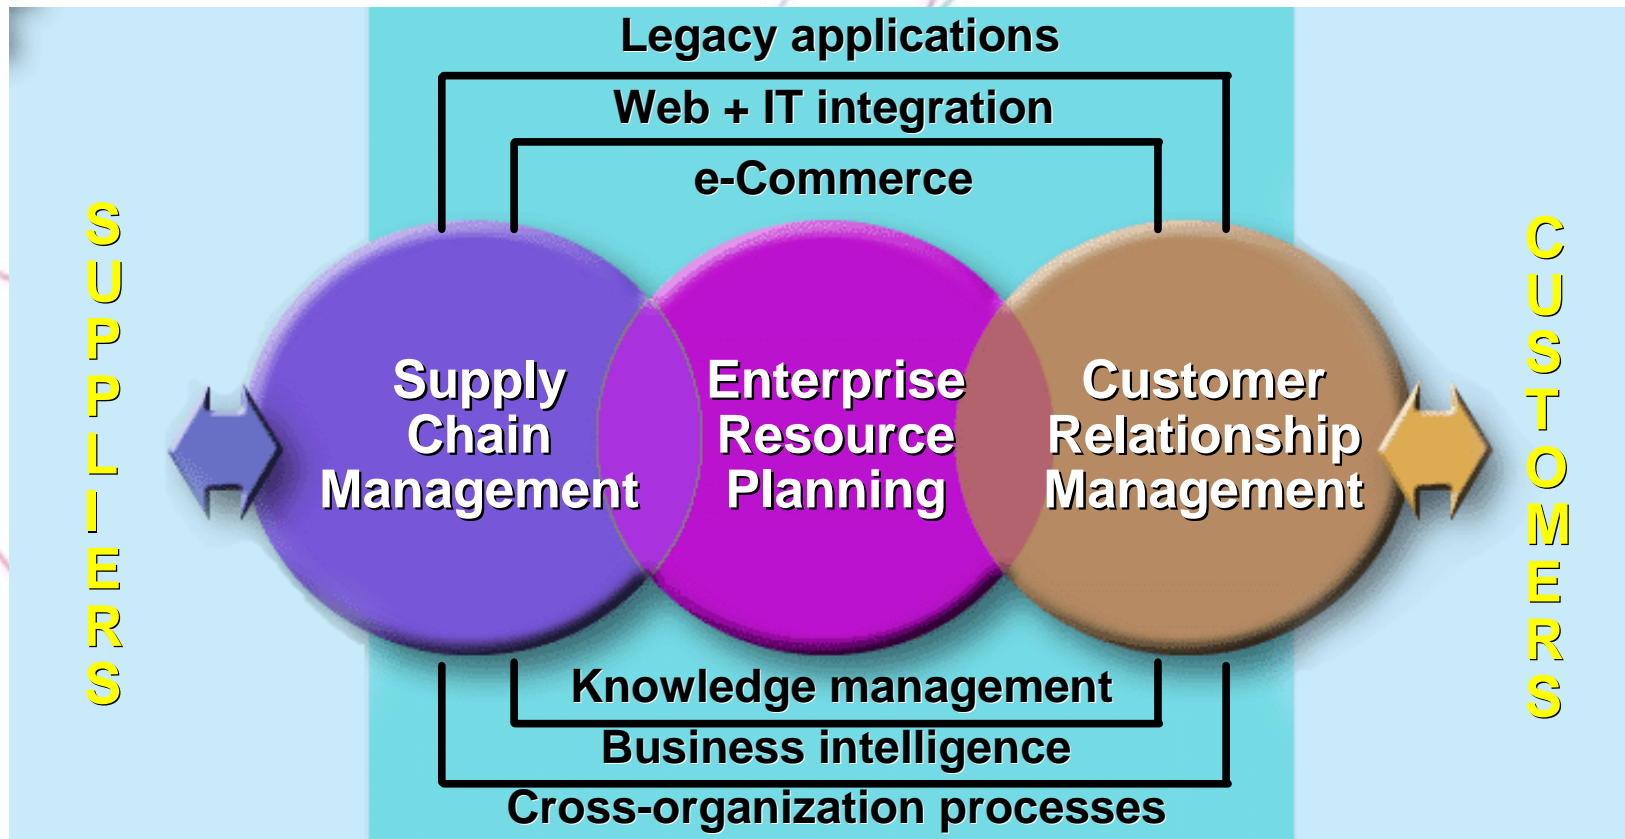 Legacy applications
Web + IT integration
e-Commerce
SUPPLIERS
Supply
Chain
Management
Enterprise
Resource
Planning
Customer
Relationship
Management
CUSTOMERS
Knowledge management
Business intelligence
Cross-organization processes